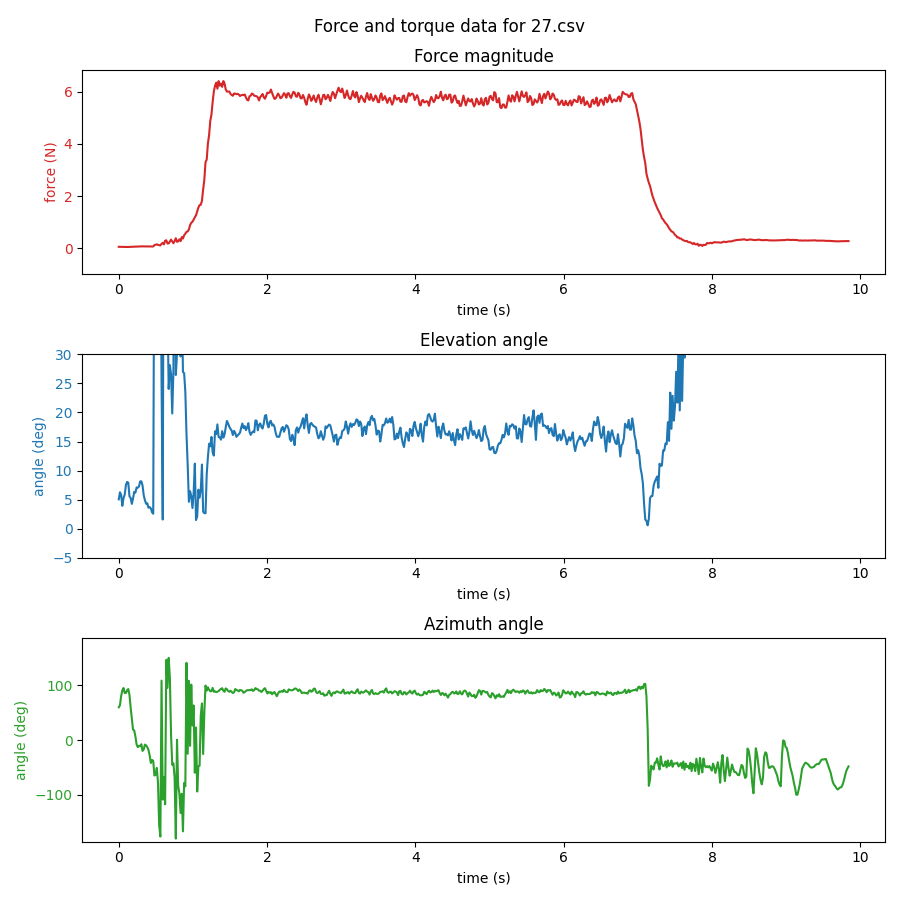 Force and torque data for 27.csv
Force magnitude
6
4
2
0
force (N)
0 2 4 6 8 10
time (s)
Elevation angle
30
25
20
15
10
5
0
−5
angle (deg)
0 2 4 6 8 10
time (s)
Azimuth angle
100
0
−100
angle (deg)
0 2 4 6 8 10
time (s)